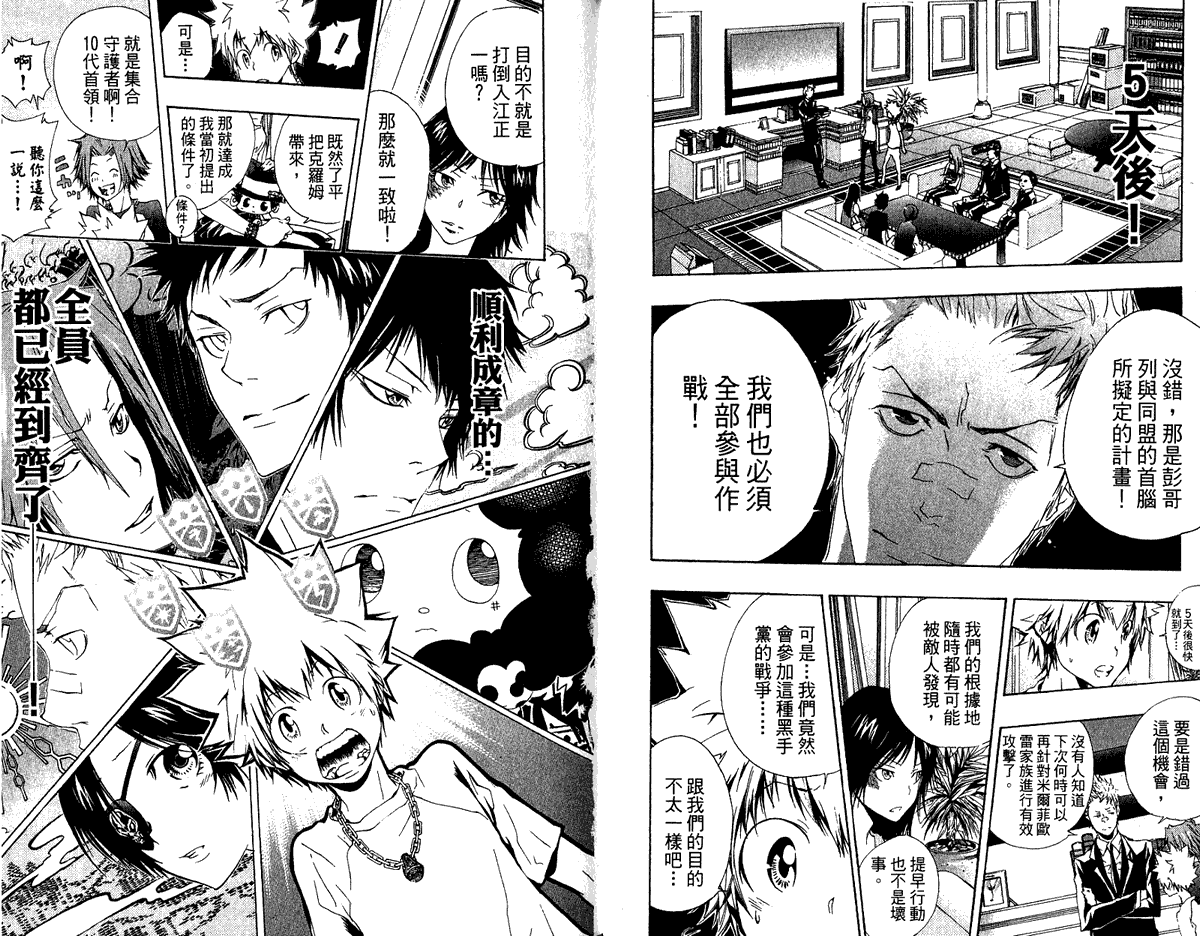 5天後！
沒錯，那是彭哥
列與同盟的首腦
所擬定的計畫！
我們也必須
全部參與作
戰！
5天後很快
就到了…
要是錯過
這個機會，
沒有人知道
下次何時可以
再針對米爾菲歐
雷家族進行有效
攻擊了。
我們的根據地
隨時都有可能
被敵人發現，
提早行動
也不是壞
事。
可是…我們竟然
會參加這種黑手
黨的戰爭……
跟我們的目的
不太一樣吧…
目的不就是
打倒入江正
一嗎？
那麼就一致啦！
！
可是…
既然了平
把克羅姆
帶來，
那就達成
我當初提出
的條件了。
條件？
就是集合
守護者啊！
10代首領！
啊！
聽你這麼
一說…！
順利成章的…
全員
都已經到齊了
！